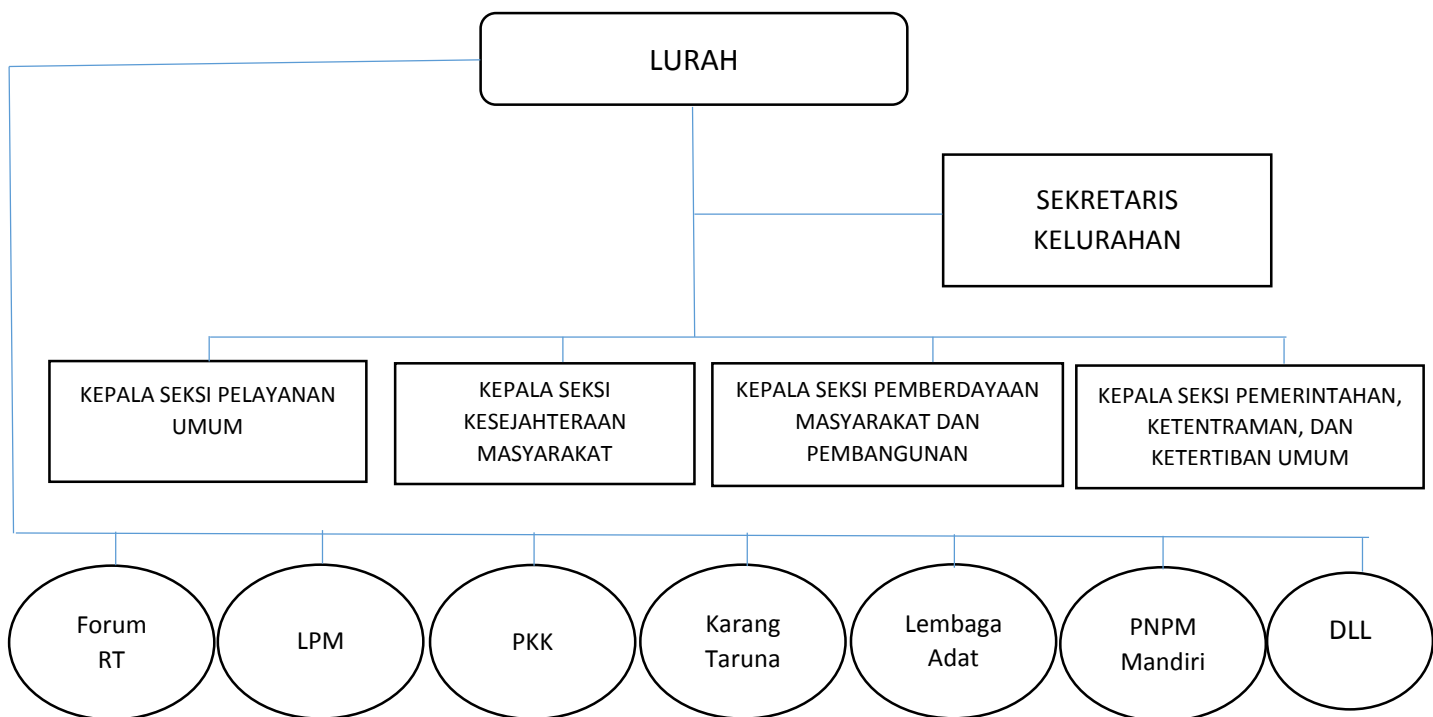 LURAH
SEKRETARIS
KELURAHAN
KEPALA SEKSI PELAYANAN
UMUM
KEPALA SEKSI
KESEJAHTERAAN
MASYARAKAT
KEPALA SEKSI PEMBERDAYAAN
MASYARAKAT DAN
PEMBANGUNAN
KEPALA SEKSI PEMERINTAHAN,
KETENTRAMAN, DAN
KETERTIBAN UMUM
Forum
RT
LPM
PKK
Karang
Taruna
Lembaga
Adat
PNPM
Mandiri
DLL